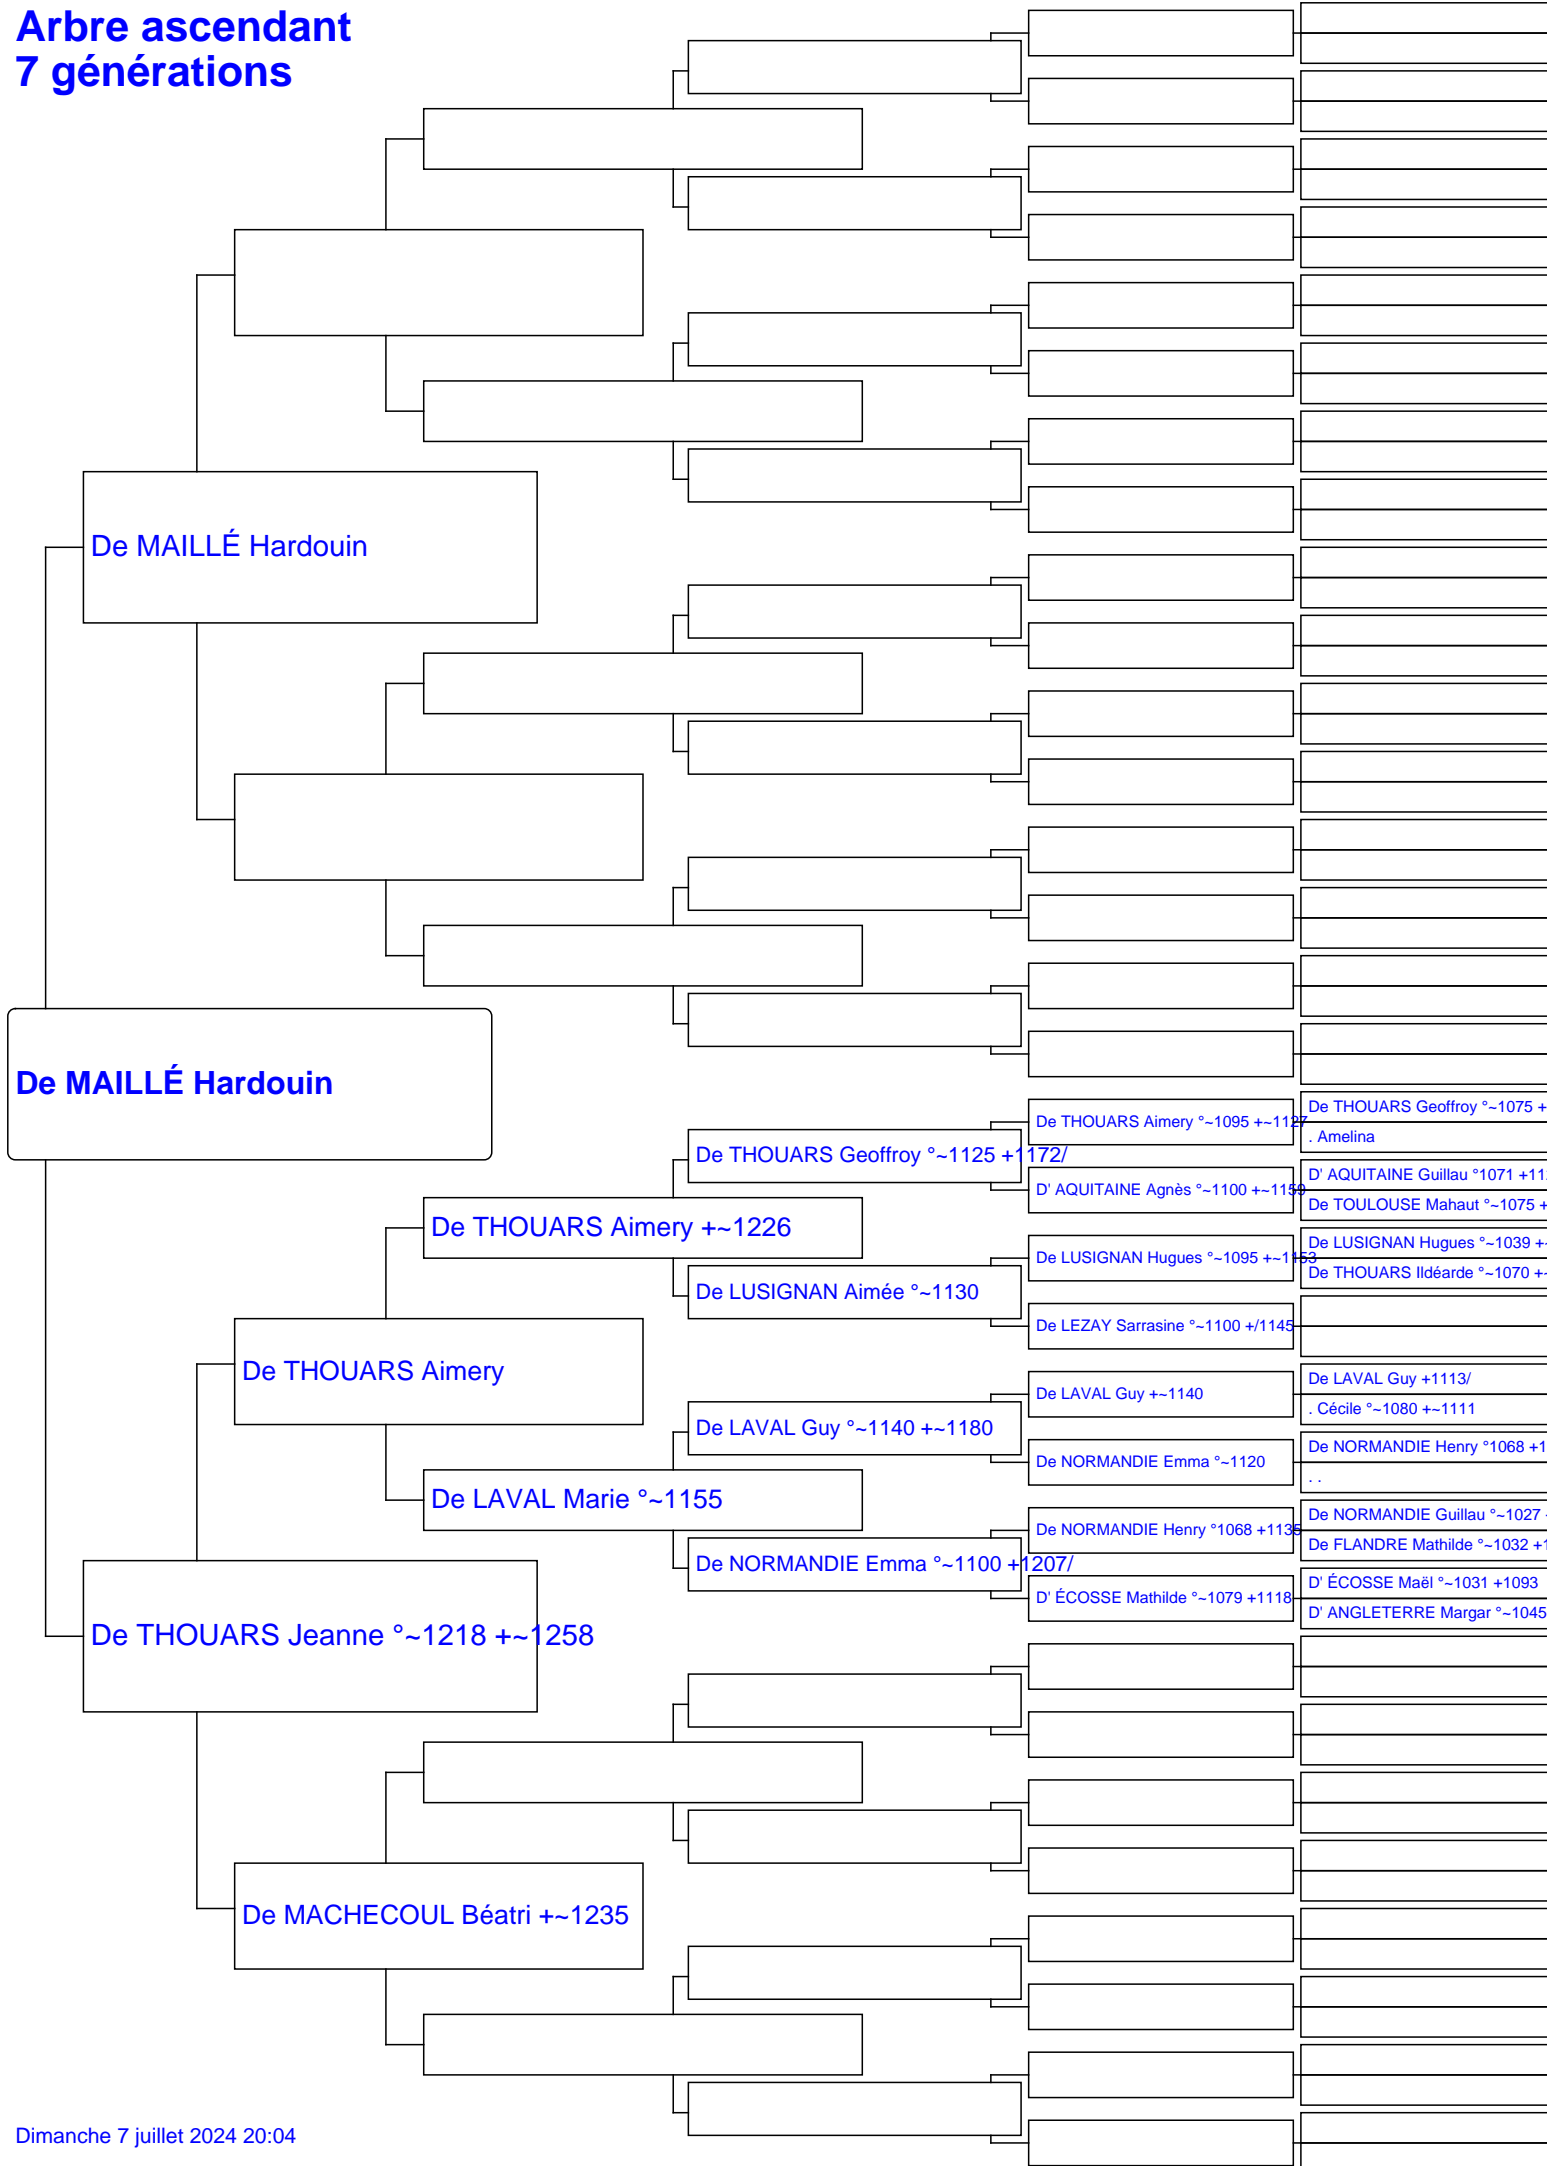 Arbre ascendant
7 générations
De MAILLÉ Hardouin
De MAILLÉ Hardouin
De THOUARS Jeanne °~1218 +~1258
De THOUARS Aimery
De MACHECOUL Béatri +~1235
De THOUARS Aimery +~1226
De LAVAL Marie °~1155
De THOUARS Geoffroy °~1125 +1172/
De LUSIGNAN Aimée °~1130
De LAVAL Guy °~1140 +~1180
De NORMANDIE Emma °~1100 +1207/
De THOUARS Aimery °~1095 +~1127
D' AQUITAINE Agnès °~1100 +~1159
De LUSIGNAN Hugues °~1095 +~1153
De LEZAY Sarrasine °~1100 +/1145
De LAVAL Guy +~1140
De NORMANDIE Emma °~1120
De NORMANDIE Henry °1068 +1135
D' ÉCOSSE Mathilde °~1079 +1118
De THOUARS Geoffroy °~1075 +
. Amelina
D' AQUITAINE Guillau °1071 +11
De TOULOUSE Mahaut °~1075 +
De LUSIGNAN Hugues °~1039 +
De THOUARS Ildéarde °~1070 +
De LAVAL Guy +1113/
. Cécile °~1080 +~1111
De NORMANDIE Henry °1068 +1
. .
De NORMANDIE Guillau °~1027
De FLANDRE Mathilde °~1032 +1
D' ÉCOSSE Maël °~1031 +1093
D' ANGLETERRE Margar °~1045
Dimanche 7 juillet 2024 20:04